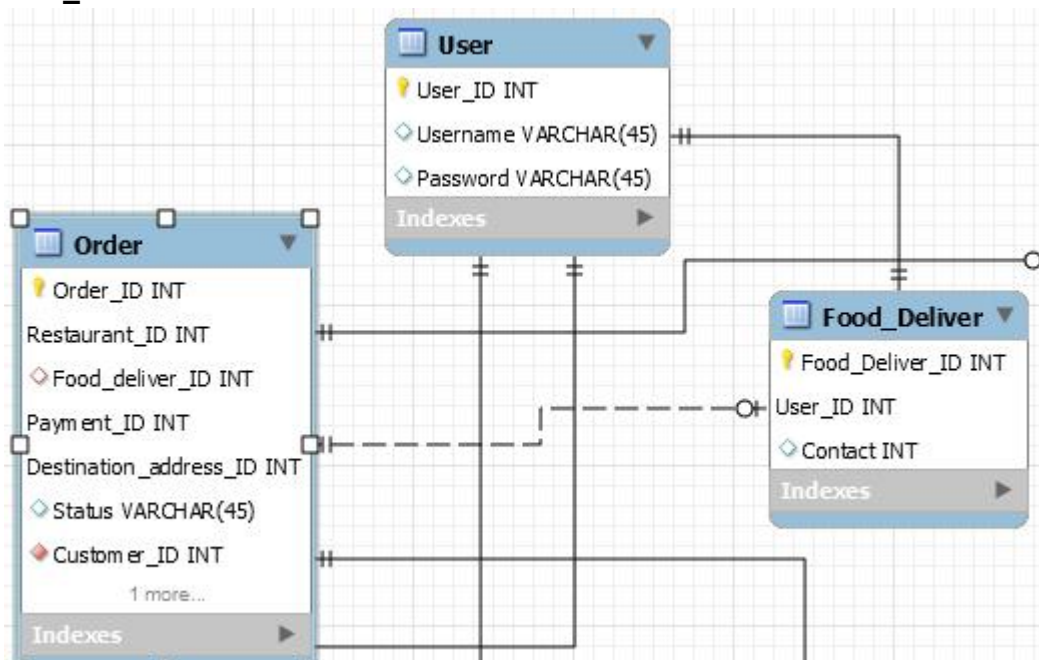 User
User_ID INT
Username VARCHAR(45)
Password VARCHAR(45)
Indexes
Order
Order_ID INT
Restaurant_ID INT
Food_deliver_ID INT
Payment_ID INT
Destination_address_ID INT
Status VARCHAR(45)
Customer_ID INT
1 more...
Indexes
Food_Deliver
Food_Deliver_ID INT
User_ID INT
Contact INT
Indexes